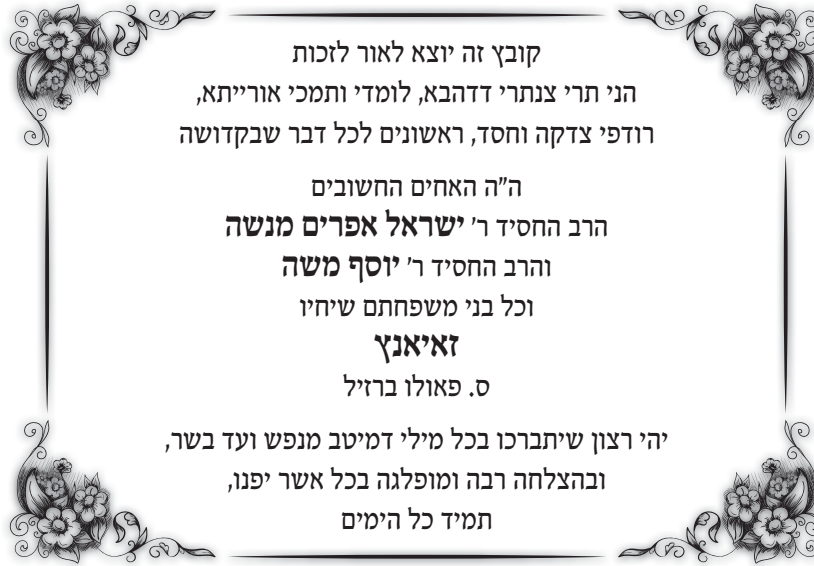 קובץ זה יוצא לאור לזכות
הני תרי צנתרי דדהבא, לומדי ותמכי אורייתא,
רודפי צדקה וחסד, ראשונים לכל דבר שבקדושה
ה״ה האחים החשובים
הרב החסיד ר׳ ישראל אפרים מנשה
והרב החסיד ר׳ יוסף משה
וכל בני משפחתם שיחיו
זאיאנץ
ס. פאולו ברזיל
יהי רצון שיתברכו בכל מילי דמיטב מנפש ועד בשר,
ובהצלחה רבה ומופלגה בכל אשר יפנו,
תמיד כל הימים